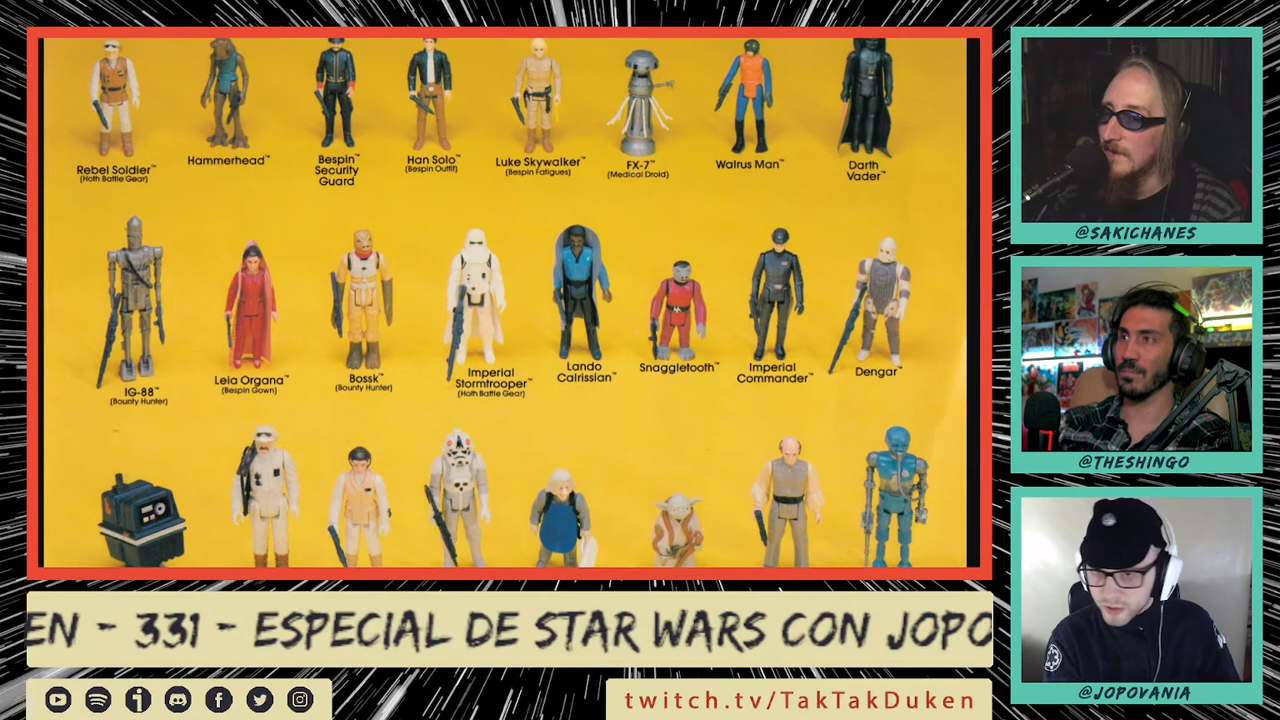 Rebel Soldier™
(Hoth Battle Gear)
Hammerhead™
Bespin™
Security
Guard
Han Solo™
(Bespin Outfit)
Luke Skywalker™
(Bespin Fatigues)
FX-7™
(Medical Droid)
Walrus Man™
Darth
Vader™
IG-88™
(Bounty Hunter)
Leia Organa™
(Bespin Gown)
Bossk™
(Bounty Hunter)
Imperial
Stormtrooper™
(Hoth Battle Gear)
Lando
Calrissian™
Snaggletooth™
Imperial
Commander™
Dengar™
@SAKICHANES
@THESHINGO
@JOPOVANIA
EN - 331 - ESPECIAL DE STAR WARS CON JOPO
twitch.tv/TakTakDuken